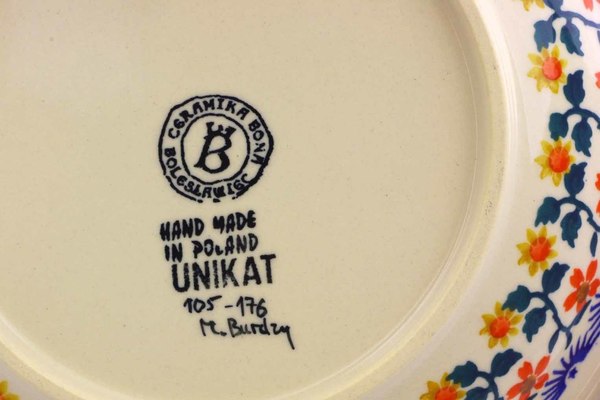 CERAMIKA BONA
BOLESŁAWIEC
B
HAND MADE
IN POLAND
UNIKAT
105-176
M. Burdzy